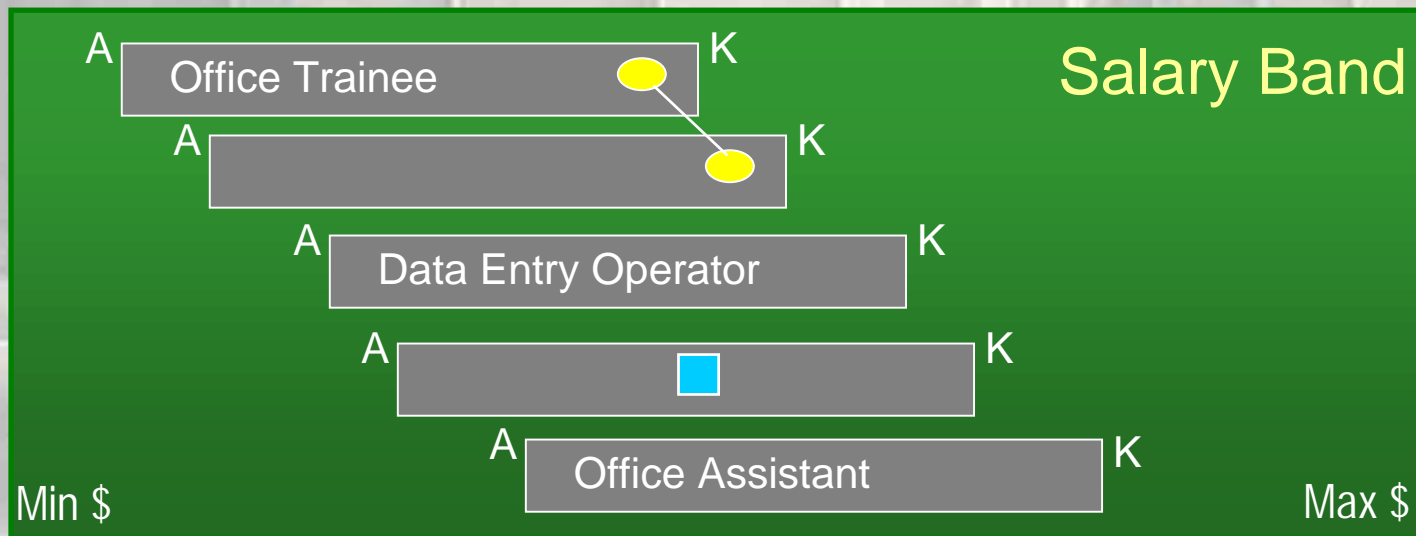 Salary Band
A Office Trainee K
A K
A Data Entry Operator K
A K
A Office Assistant K
Min $ Max $